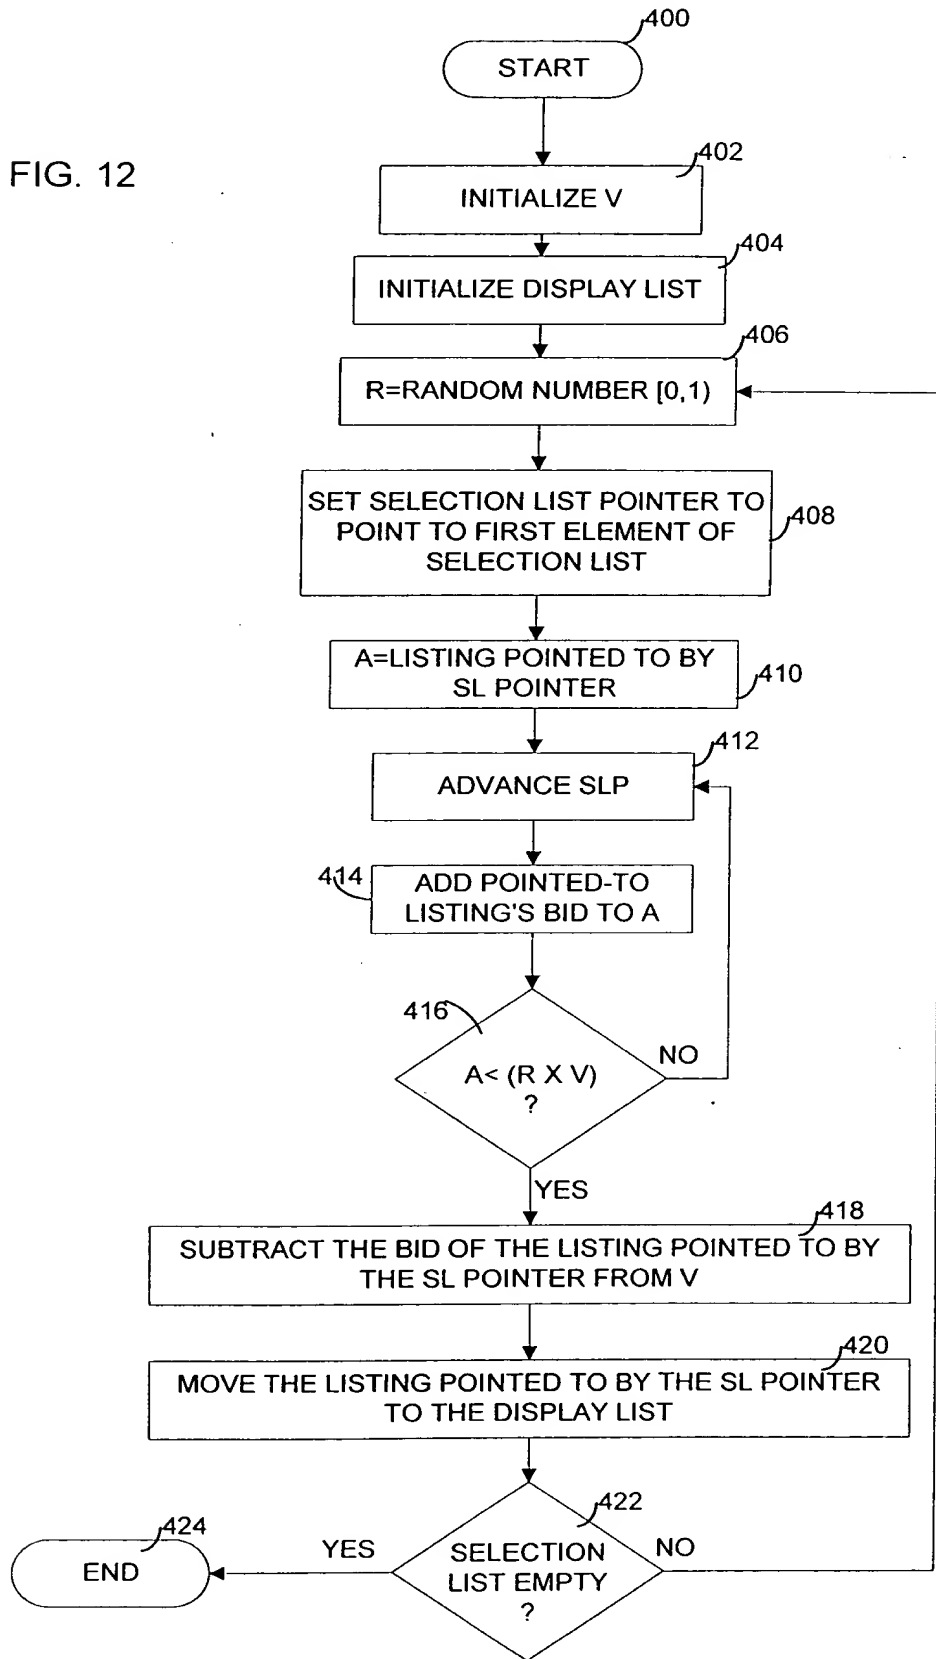 400
START
FIG. 12
402
INITIALIZE V
404
INITIALIZE DISPLAY LIST
406
R=RANDOM NUMBER [0,1)
SET SELECTION LIST POINTER TO
POINT TO FIRST ELEMENT OF
SELECTION LIST
408
A=LISTING POINTED TO BY
SL POINTER
410
412
ADVANCE SLP
414
ADD POINTED-TO
LISTING'S BID TO A
416
A< (R X V)
?
NO
YES
418
SUBTRACT THE BID OF THE LISTING POINTED TO BY
THE SL POINTER FROM V
420
MOVE THE LISTING POINTED TO BY THE SL POINTER
TO THE DISPLAY LIST
422
SELECTION
LIST EMPTY
?
NO
YES
424
END